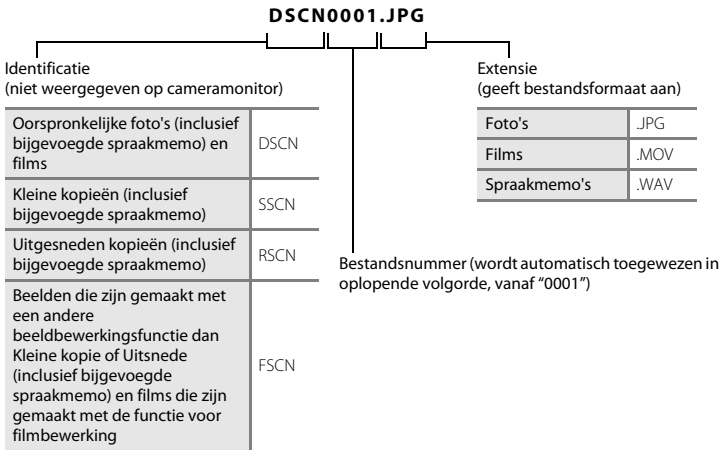 DSCN0001.JPG
Identificatie
(niet weergegeven op cameramonitor)
Oorspronkelijke foto's (inclusief
bijgevoegde spraakmemo) en
films
DSCN
Kleine kopieën (inclusief
bijgevoegde spraakmemo)
SSCN
Uitgesneden kopieën (inclusief
bijgevoegde spraakmemo)
RSCN
Beelden die zijn gemaakt met
een andere
beeldbewerkingsfunctie dan
Kleine kopie of Uitsnede
(inclusief bijgevoegde
spraakmemo) en films die zijn
gemaakt met de functie voor
filmbewerking
FSCN
Extensie
(geeft bestandsformaat aan)
Foto's .JPG
Films .MOV
Spraakmemo's .WAV
Bestandsnummer (wordt automatisch toegewezen in
oplopende volgorde, vanaf “0001”)